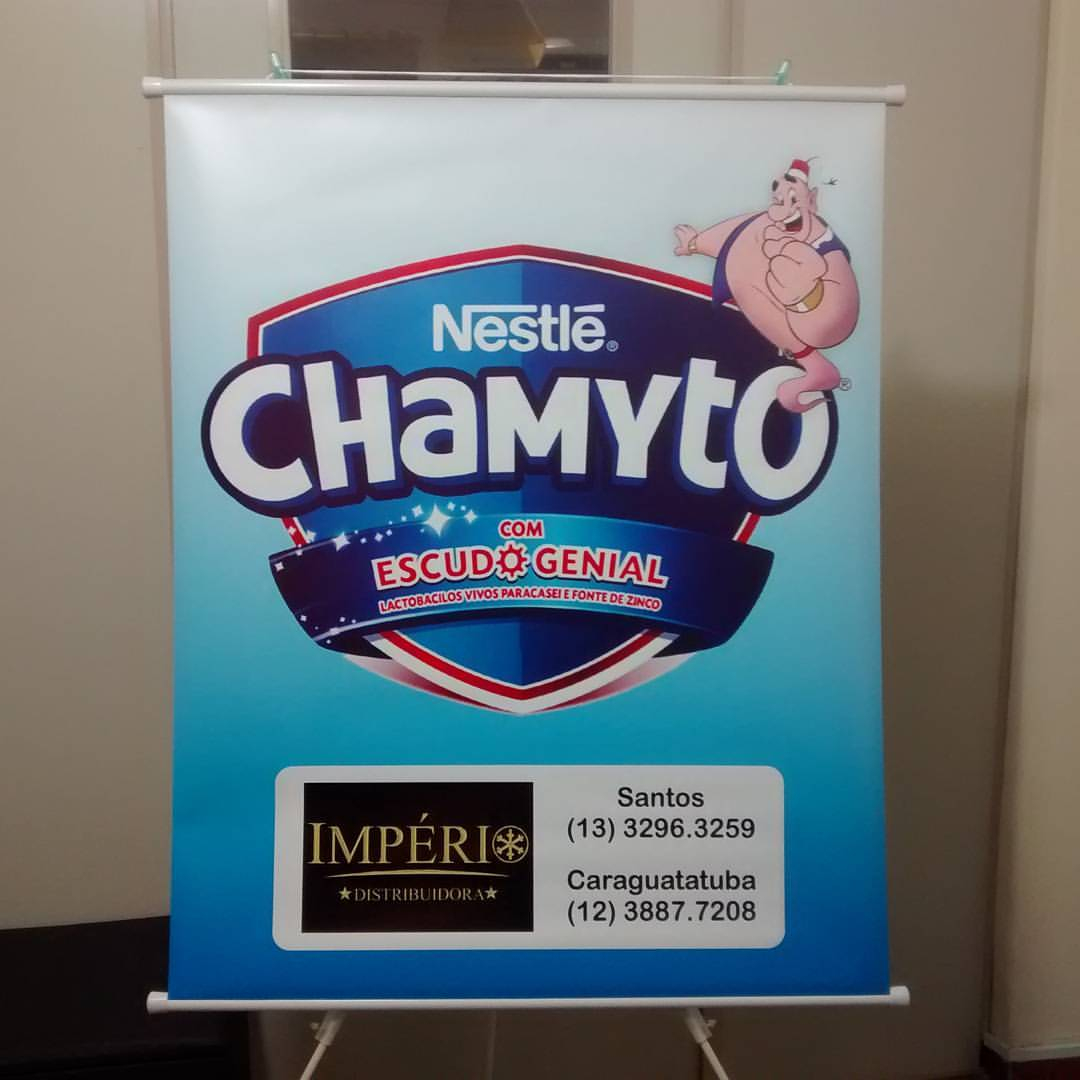 Nestlé®
CHaMYtO®
COM
ESCUDO GENIAL
LACTOBACILOS VIVOS PARACASEI E FONTE DE ZINCO
IMPÉRIO
★DISTRIBUIDORA★
Santos
(13) 3296.3259
Caraguatatuba
(12) 3887.7208